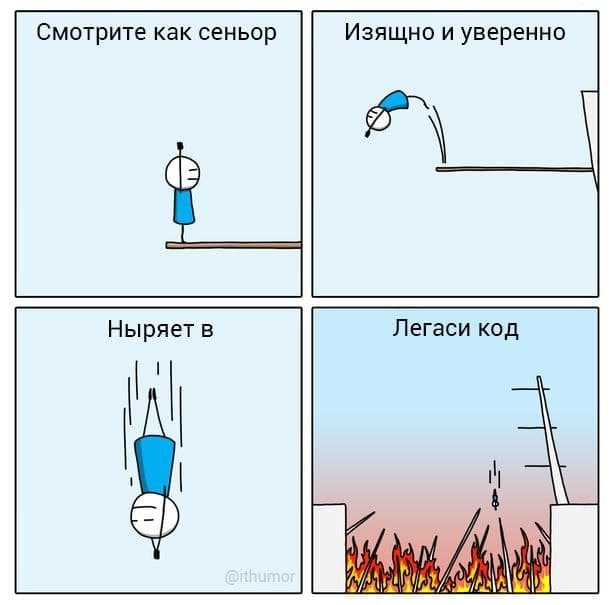 Смотрите как сеньор
Изящно и уверенно
Ныряет в
Легаси код
@ithumor